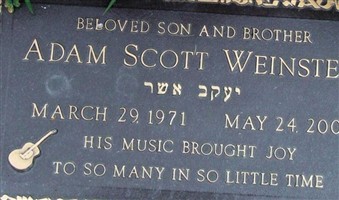 BELOVED SON AND BROTHER
ADAM SCOTT WEINSTE
יעקב אשר
MARCH 29, 1971 MAY 24, 200
HIS MUSIC BROUGHT JOY
TO SO MANY IN SO LITTLE TIME